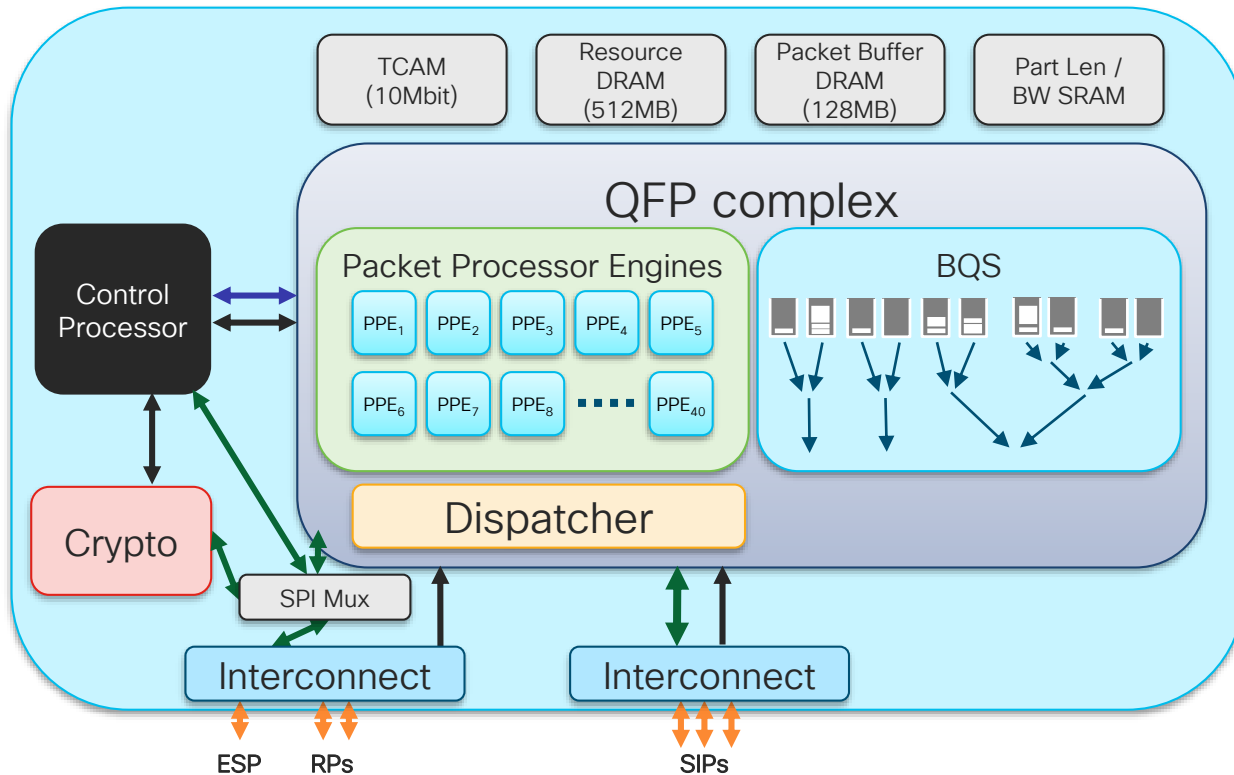 TCAM
(10Mbit)
Resource
DRAM
(512MB)
Packet Buffer
DRAM
(128MB)
Part Len /
BW SRAM
QFP complex
Control
Processor
Packet Processor Engines
BQS
PPE₁
PPE₂
PPE₃
PPE₄
PPE₅
PPE₆
PPE₇
PPE₈
PPE₄₀
Dispatcher
Crypto
SPI Mux
Interconnect
Interconnect
ESP
RPs
SIPs